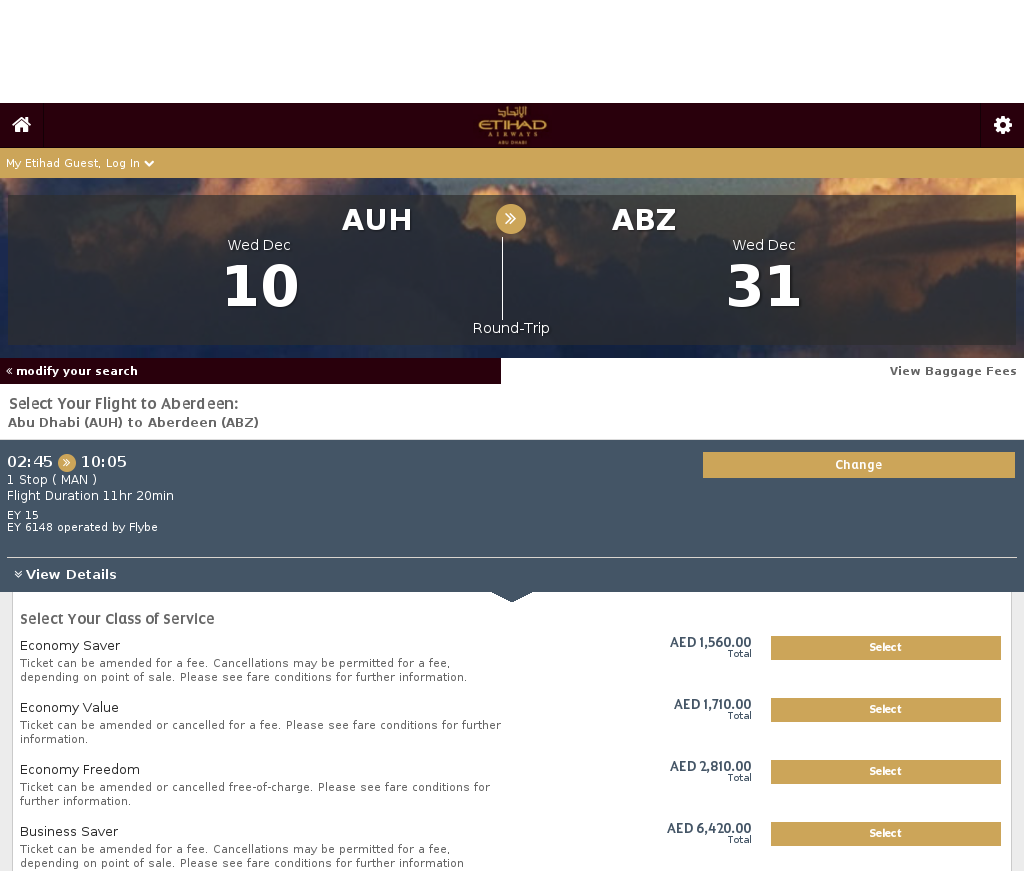 الإتحاد
ETIHAD
AIRWAYS
ABU DHABI
My Etihad Guest, Log In
AUH ABZ
Wed Dec Wed Dec
10 31
Round-Trip
« modify your search View Baggage Fees
Select Your Flight to Aberdeen:
Abu Dhabi (AUH) to Aberdeen (ABZ)
02:45 » 10:05 Change
1 Stop ( MAN )
Flight Duration 11hr 20min
EY 15
EY 6148 operated by Flybe
View Details
Select Your Class of Service
Economy Saver AED 1,560.00 Select
Total
Ticket can be amended for a fee. Cancellations may be permitted for a fee,
depending on point of sale. Please see fare conditions for further information.
Economy Value AED 1,710.00 Select
Total
Ticket can be amended or cancelled for a fee. Please see fare conditions for further
information.
Economy Freedom AED 2,810.00 Select
Total
Ticket can be amended or cancelled free-of-charge. Please see fare conditions for
further information.
Business Saver AED 6,420.00 Select
Total
Ticket can be amended for a fee. Cancellations may be permitted for a fee,
depending on point of sale. Please see fare conditions for further information